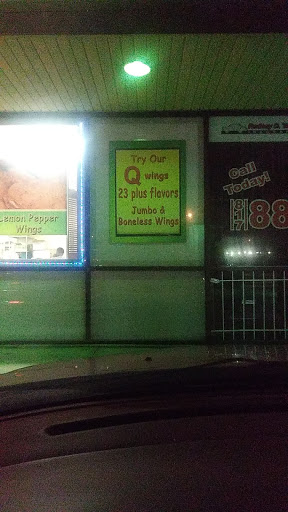 Try Our
Q wings
23 plus flavors
Jumbo &
Boneless Wings
Lemon Pepper
Wings
Call
Today!
88